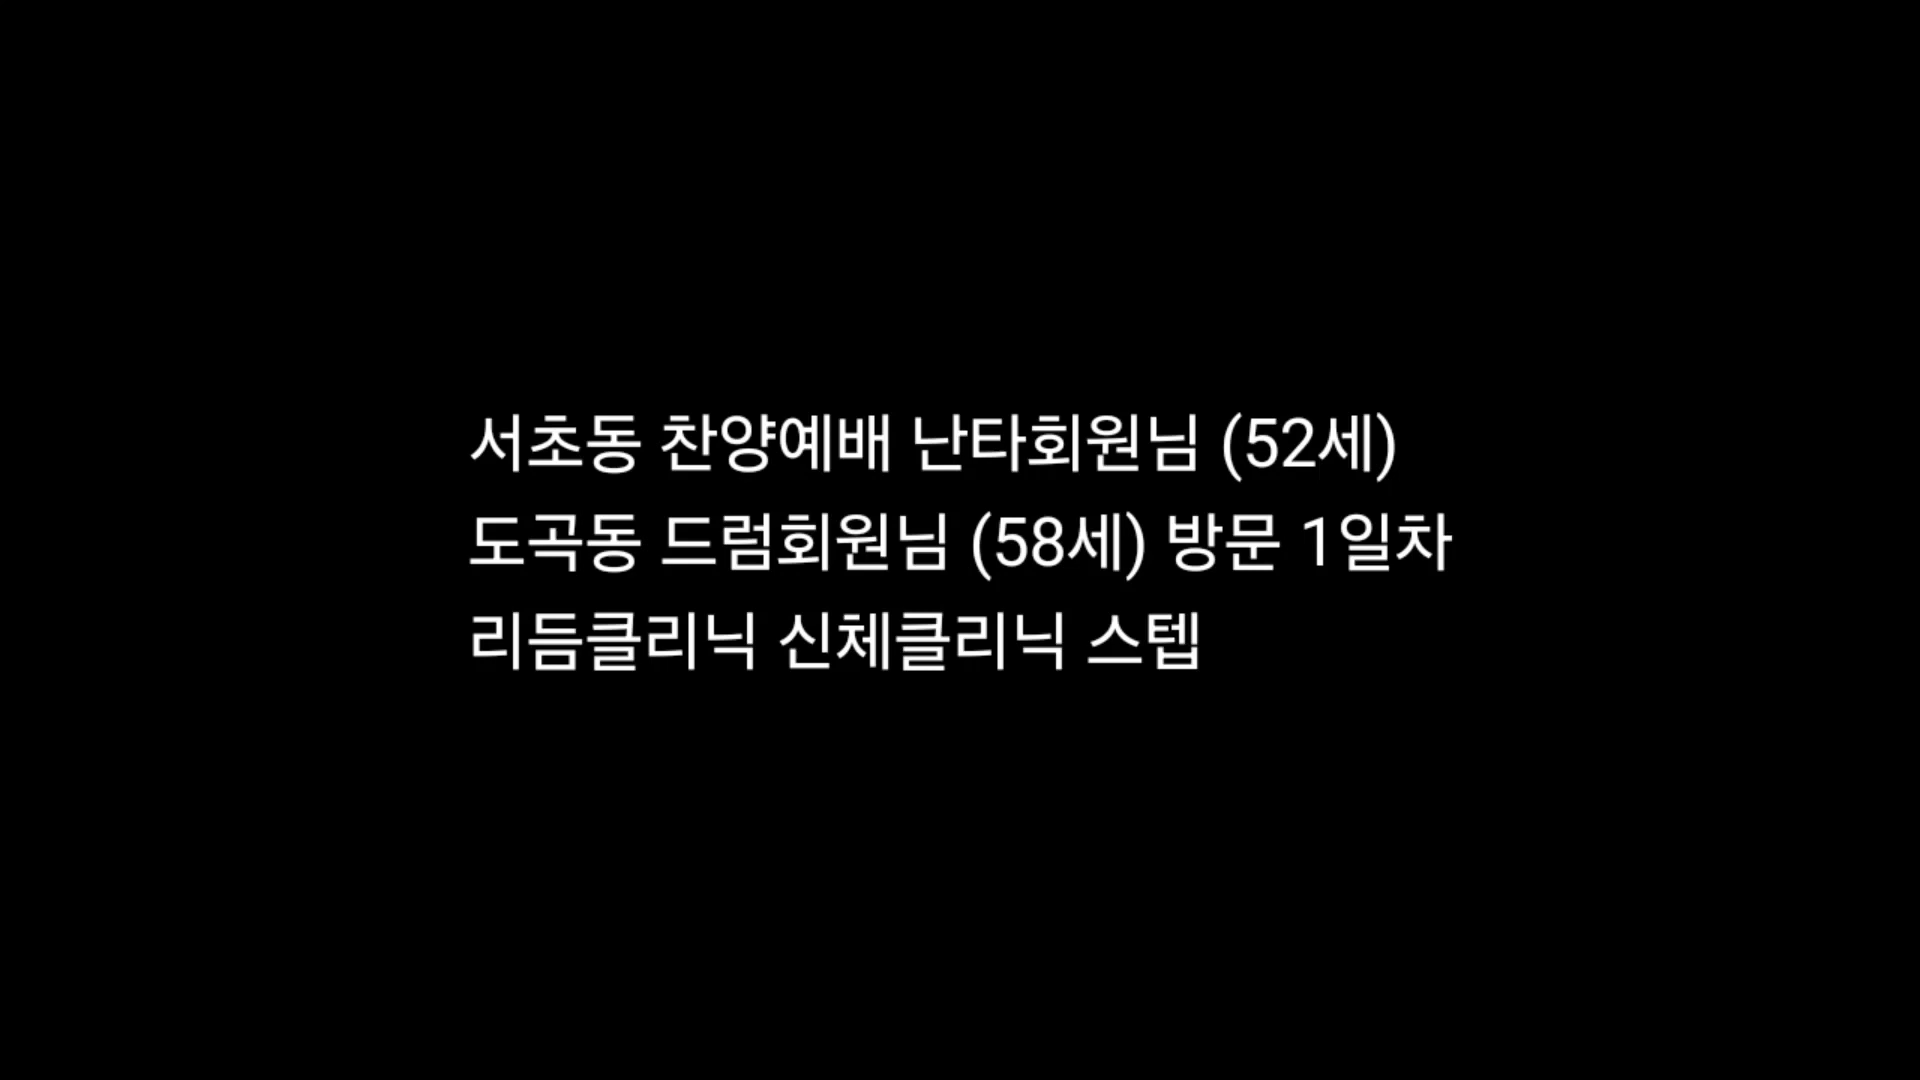 서초동 찬양예배 난타회원님 (52세)
도곡동 드럼회원님 (58세) 방문 1일차
리듬클리닉 신체클리닉 스텝